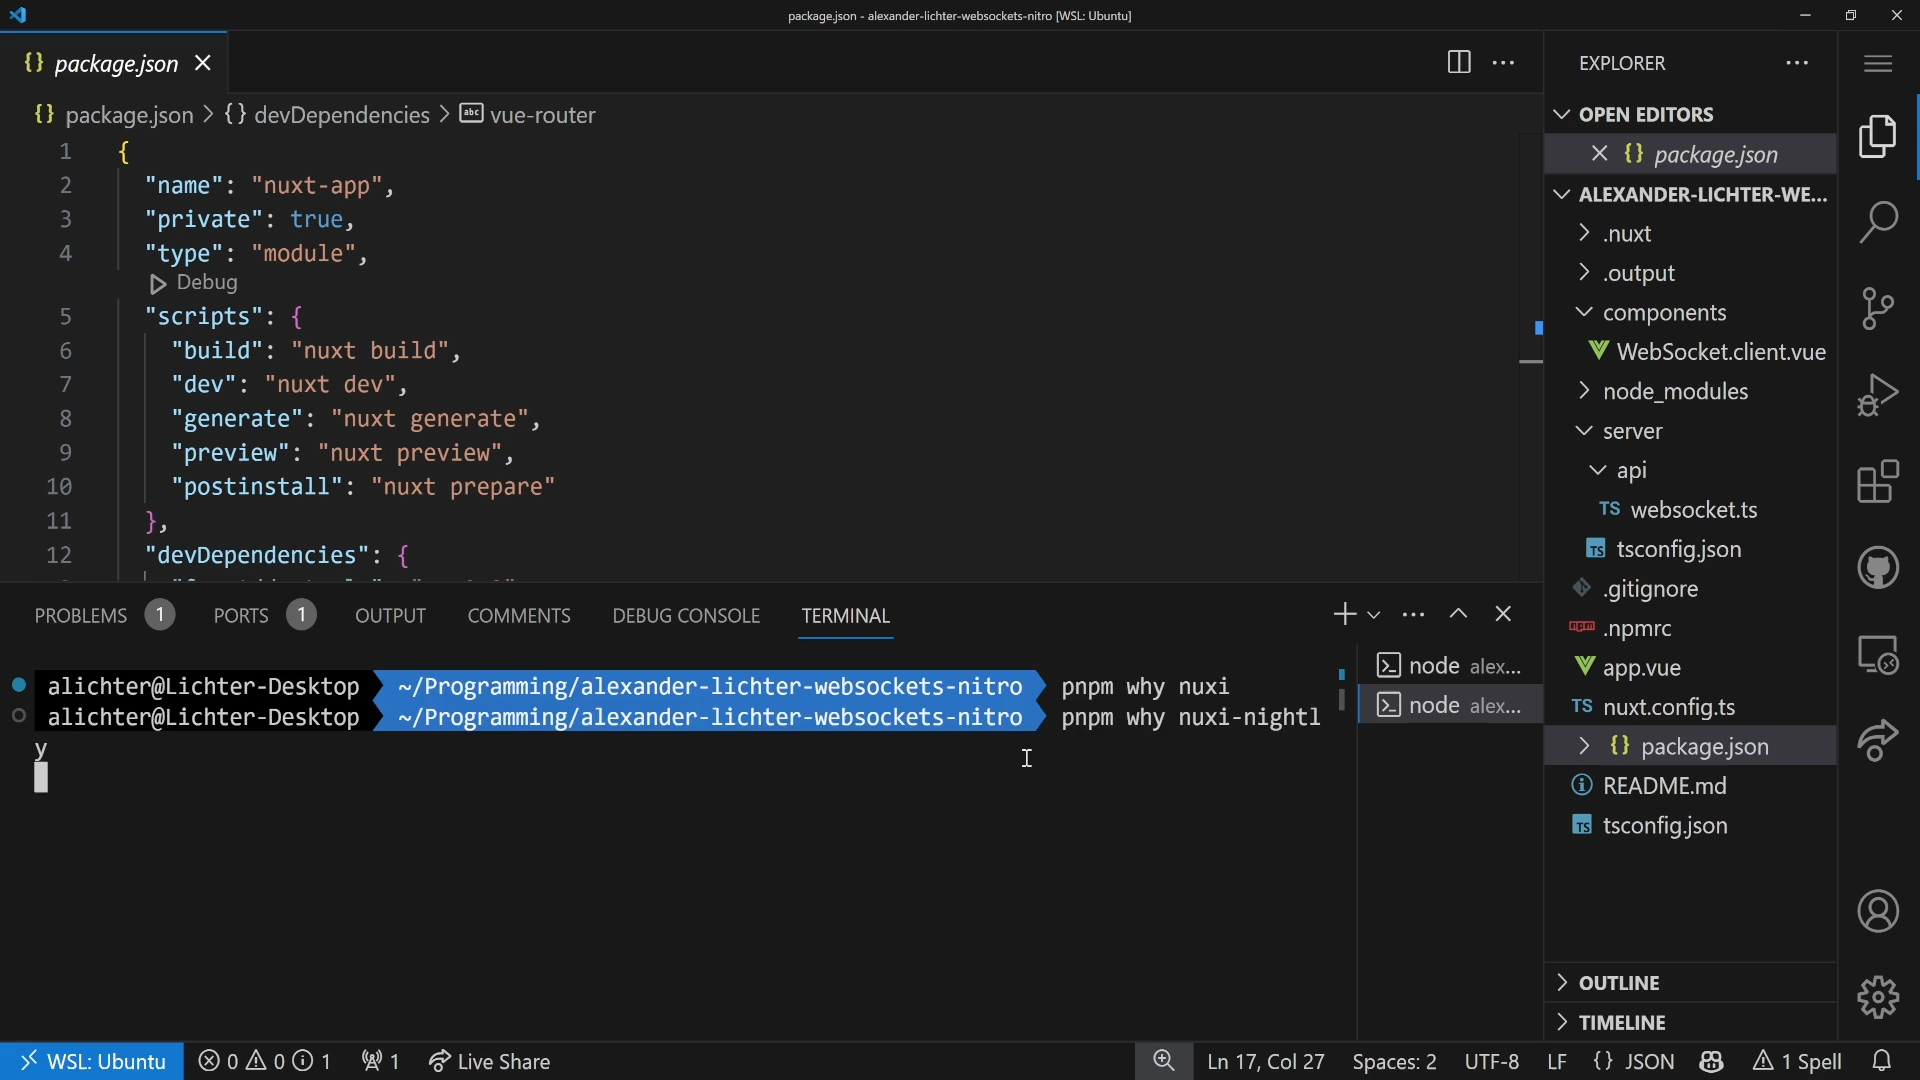 package.json - alexander-lichter-websockets-nitro [WSL: Ubuntu]
{} package.json
{} package.json > {} devDependencies > abc vue-router
1 {
2 "name": "nuxt-app",
3 "private": true,
4 "type": "module",
Debug
5 "scripts": {
6 "build": "nuxt build",
7 "dev": "nuxt dev",
8 "generate": "nuxt generate",
9 "preview": "nuxt preview",
10 "postinstall": "nuxt prepare"
11 },
12 "devDependencies": {
PROBLEMS 1 PORTS 1 OUTPUT COMMENTS DEBUG CONSOLE TERMINAL
alichter@Lichter-Desktop ~/Programming/alexander-lichter-websockets-nitro pnpm why nuxi
alichter@Lichter-Desktop ~/Programming/alexander-lichter-websockets-nitro pnpm why nuxi-nightl
y
node alex...
node alex...
EXPLORER
OPEN EDITORS
{} package.json
ALEXANDER-LICHTER-WE...
.nuxt
.output
components
WebSocket.client.vue
node_modules
server
api
TS websocket.ts
TS tsconfig.json
.gitignore
.npmrc
app.vue
TS nuxt.config.ts
{} package.json
README.md
TS tsconfig.json
OUTLINE
TIMELINE
WSL: Ubuntu 0 0 1 1 Live Share Ln 17, Col 27 Spaces: 2 UTF-8 LF {} JSON 1 Spell